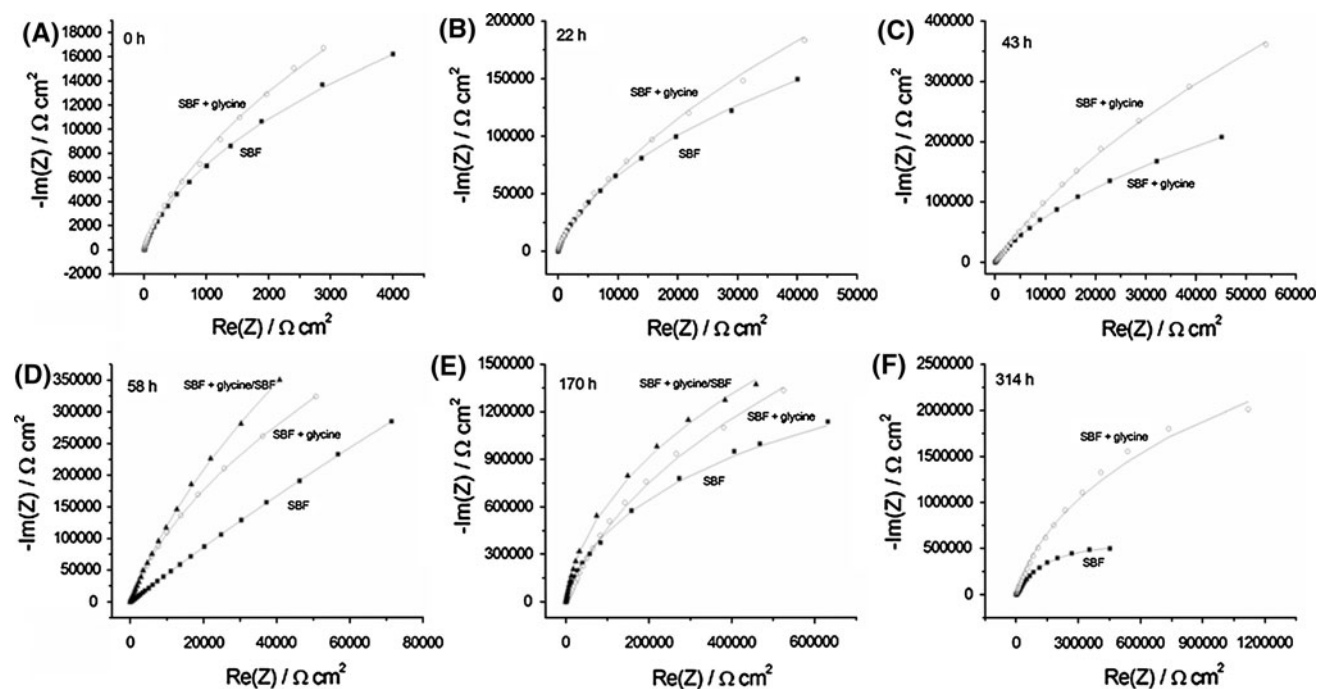 (A)
0 h
18000
16000
14000
12000
10000
8000
6000
4000
2000
0
-2000
-Im(Z) / Ω cm²
SBF + glycine
SBF
0 1000 2000 3000 4000
Re(Z) / Ω cm²
(B)
22 h
200000
150000
100000
50000
0
-Im(Z) / Ω cm²
SBF + glycine
SBF
0 10000 20000 30000 40000 50000
Re(Z) / Ω cm²
(C)
43 h
400000
300000
200000
100000
0
-Im(Z) / Ω cm²
SBF + glycine
SBF + glycine
0 10000 20000 30000 40000 50000 60000
Re(Z) / Ω cm²
(D)
58 h
350000
300000
250000
200000
150000
100000
50000
0
-Im(Z) / Ω cm²
SBF + glycine/SBF
SBF + glycine
SBF
0 20000 40000 60000 80000
Re(Z) / Ω cm²
(E)
170 h
1500000
1200000
900000
600000
300000
0
-Im(Z) / Ω cm²
SBF + glycine/SBF
SBF + glycine
SBF
0 200000 400000 600000
Re(Z) / Ω cm²
(F)
314 h
2500000
2000000
1500000
1000000
500000
0
-Im(Z) / Ω cm²
SBF + glycine
SBF
0 300000 600000 900000 1200000
Re(Z) / Ω cm²